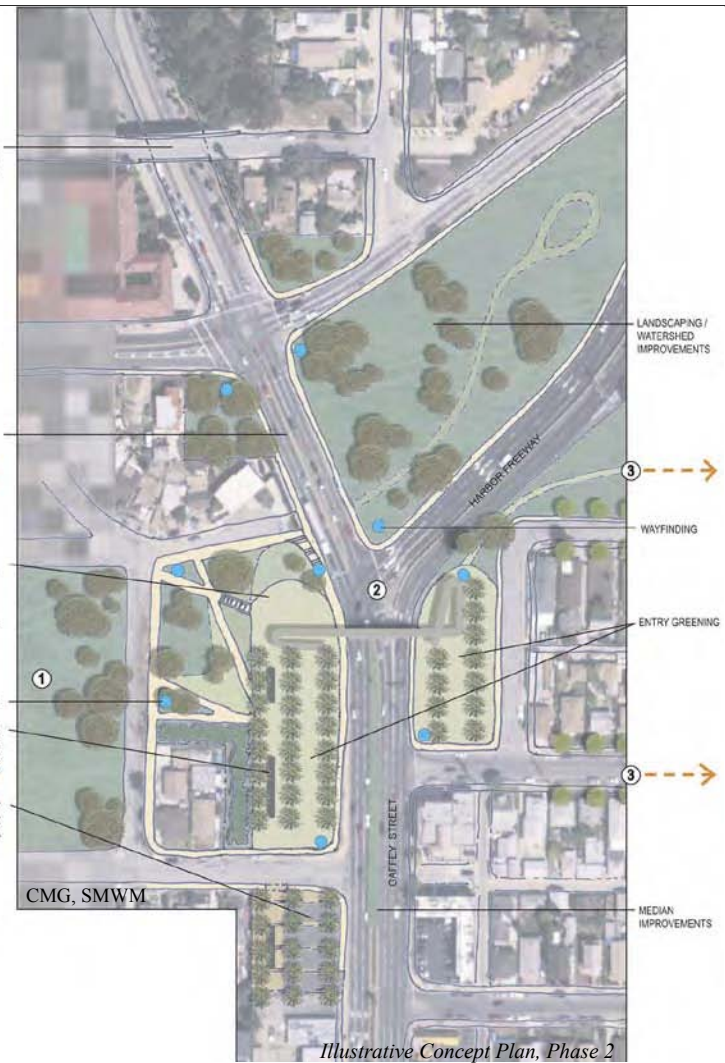 LANDSCAPING /
WATERSHED
IMPROVEMENTS
HARBOR FREEWAY
3
WAYFINDING
2
ENTRY GREENING
1
3
GAFFEY STREET
CMG, SMWM
MEDIAN
IMPROVEMENTS
Illustrative Concept Plan, Phase 2